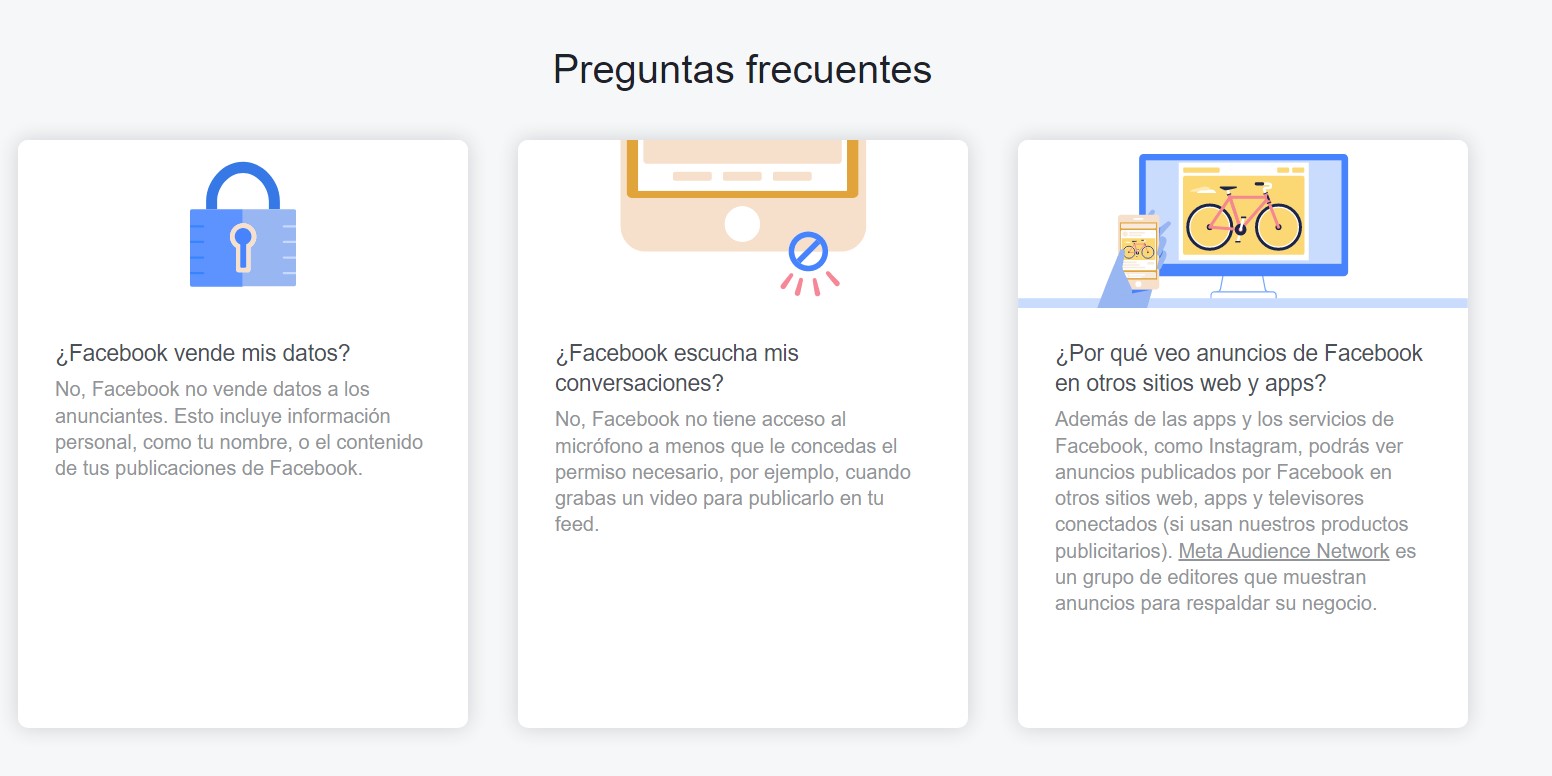 Preguntas frecuentes
¿Facebook vende mis datos?
No, Facebook no vende datos a los
anunciantes. Esto incluye información
personal, como tu nombre, o el contenido
de tus publicaciones de Facebook.
¿Facebook escucha mis
conversaciones?
No, Facebook no tiene acceso al
micrófono a menos que le concedas el
permiso necesario, por ejemplo, cuando
grabas un video para publicarlo en tu
feed.
¿Por qué veo anuncios de Facebook
en otros sitios web y apps?
Además de las apps y los servicios de
Facebook, como Instagram, podrás ver
anuncios publicados por Facebook en
otros sitios web, apps y televisores
conectados (si usan nuestros productos
publicitarios). Meta Audience Network es
un grupo de editores que muestran
anuncios para respaldar su negocio.